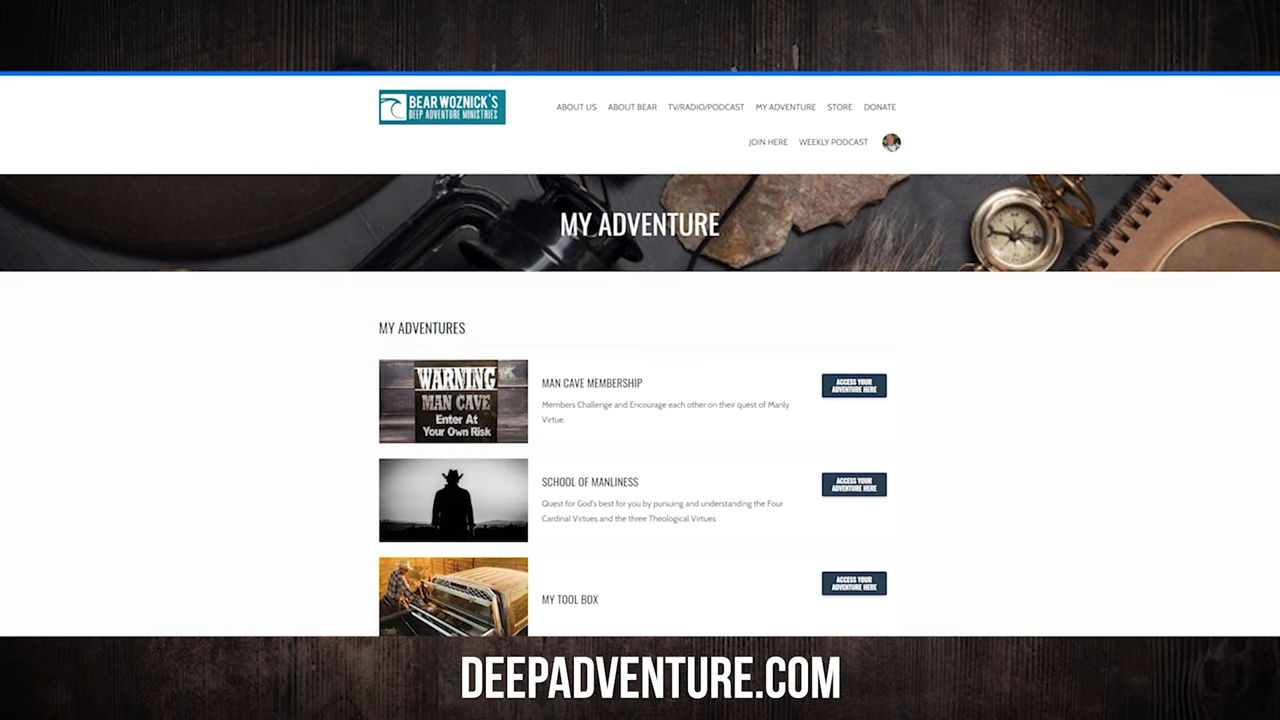 BEAR WOZNICK'S
DEEP ADVENTURE MINISTRIES
ABOUT US ABOUT BEAR TV/RADIO/PODCAST MY ADVENTURE STORE DONATE
JOIN HERE WEEKLY PODCAST
MY ADVENTURE
MY ADVENTURES
WARNING
MAN CAVE
Enter At
Your Own Risk
MAN CAVE MEMBERSHIP
Members Challenge and Encourage each other on their quest of Manly
Virtue.
ACCESS YOUR
ADVENTURE HERE
SCHOOL OF MANLINESS
Quest for God's best for you by pursuing and understanding the Four
Cardinal Virtues and the three Theological Virtues
ACCESS YOUR
ADVENTURE HERE
MY TOOL BOX
ACCESS YOUR
ADVENTURE HERE
DEEPADVENTURE.COM